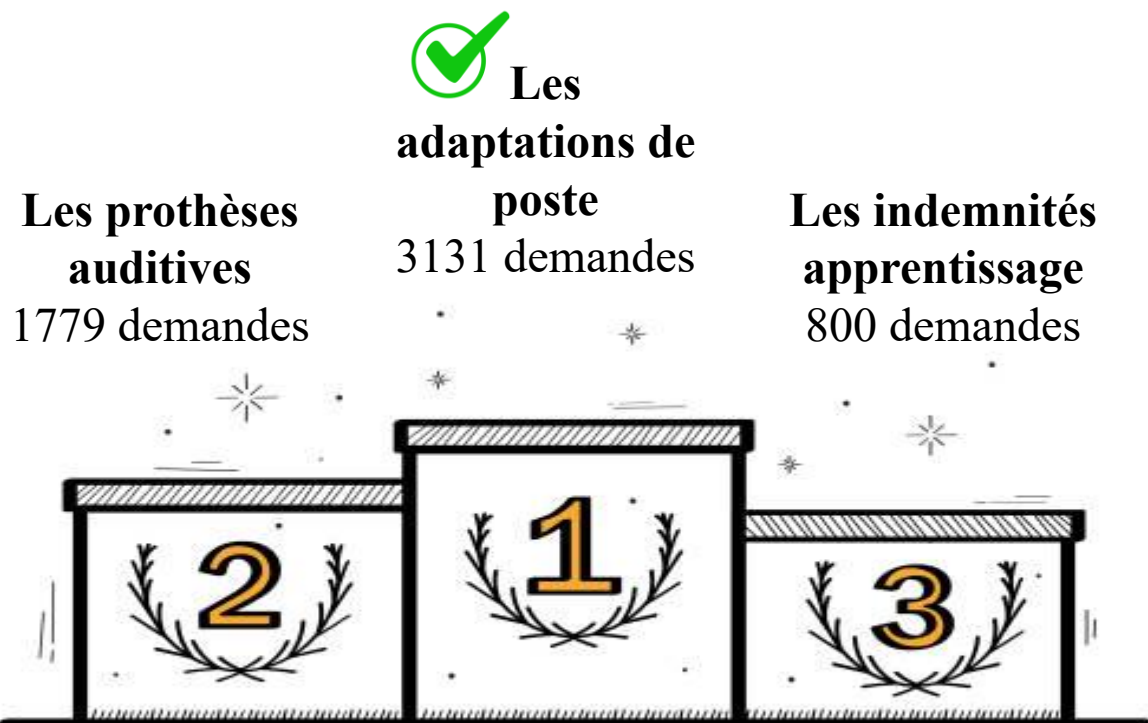 Les
adaptations de
poste
3131 demandes
Les prothèses
auditives
1779 demandes
Les indemnités
apprentissage
800 demandes
2
1
3